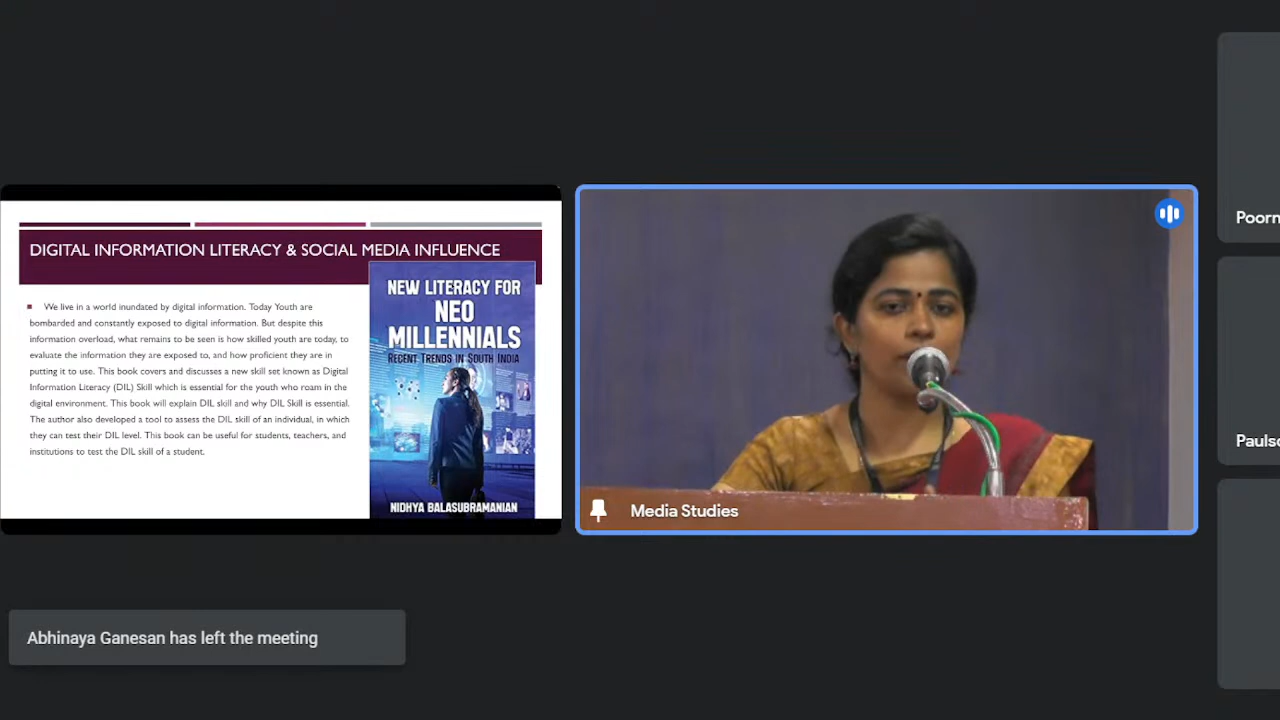 DIGITAL INFORMATION LITERACY & SOCIAL MEDIA INFLUENCE
We live in a world inundated by digital information. Today Youth are
bombarded and constantly exposed to digital information. But despite this
information overload, what remains to be seen is how skilled youth are today, to
evaluate the information they are exposed to, and how proficient they are in
putting it to use. This book covers and discusses a new skill set known as Digital
Information Literacy (DIL) Skill which is essential for the youth who roam in the
digital environment. This book will explain DIL skill and why DIL Skill is essential.
The author also developed a tool to assess the DIL skill of an individual, in which
they can test their DIL level. This book can be useful for students, teachers, and
institutions to test the DIL skill of a student.
NEW LITERACY FOR
NEO
MILLENNIALS
RECENT TRENDS IN SOUTH INDIA
NIDHYA BALASUBRAMANIAN
Media Studies
Poorn
Paulso
Abhinaya Ganesan has left the meeting